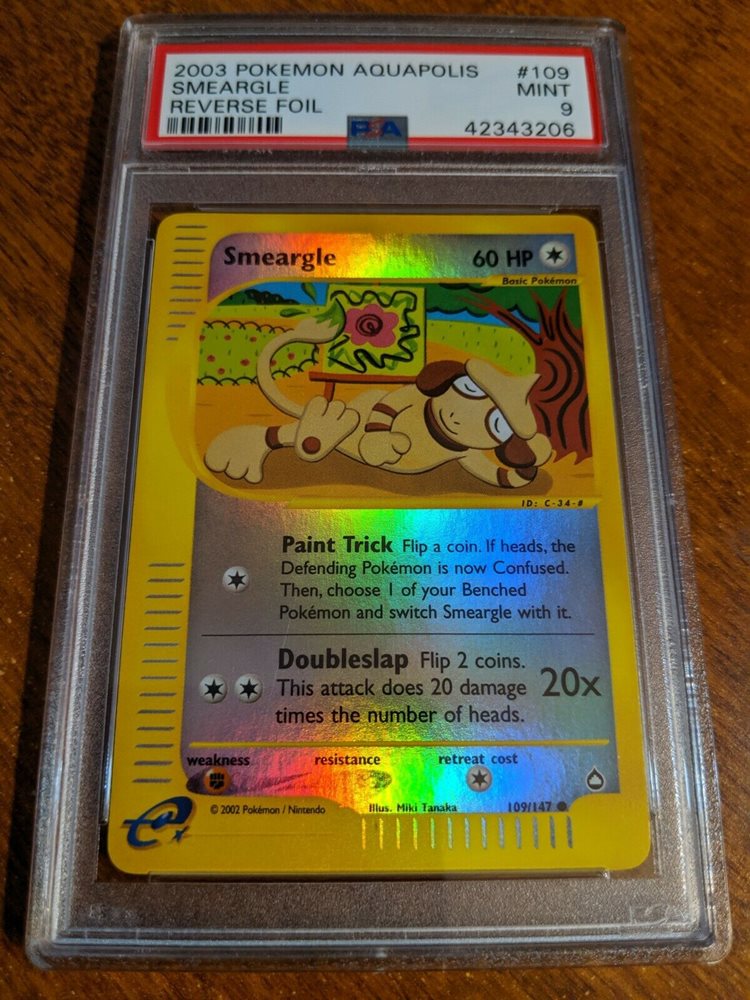 2003 POKEMON AQUAPOLIS #109
SMEARGLE MINT
REVERSE FOIL 9
PSA 42343206
Smeargle 60 HP
Basic Pokémon
ID: C-34-#
Paint Trick Flip a coin. If heads, the
Defending Pokémon is now Confused.
Then, choose 1 of your Benched
Pokémon and switch Smeargle with it.
Doubleslap Flip 2 coins.
This attack does 20 damage 20x
times the number of heads.
weakness resistance retreat cost
© 2002 Pokémon / Nintendo Illus. Miki Tanaka 109/147
e